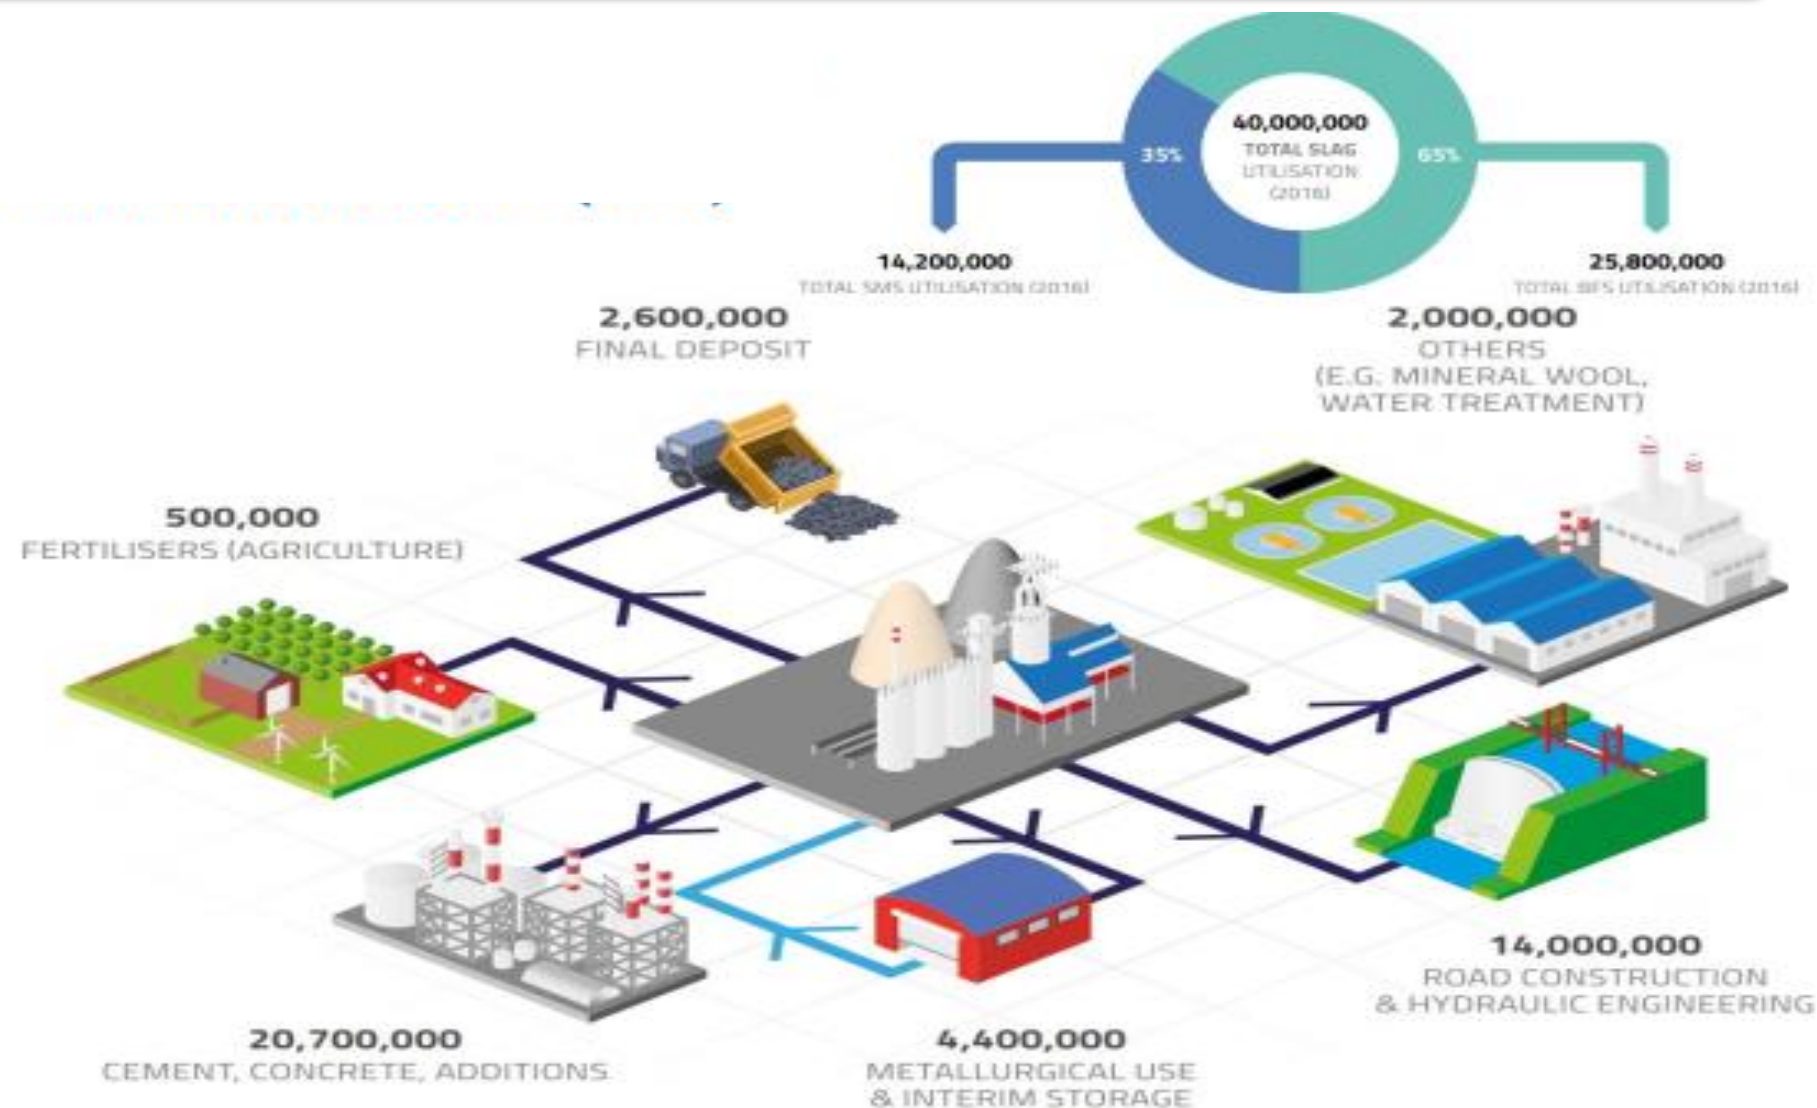 40,000,000
TOTAL SLAG
UTILISATION
(2016)
35%
65%
14,200,000
TOTAL SMS UTILISATION (2016)
25,800,000
TOTAL BFS UTILISATION (2016)
2,600,000
FINAL DEPOSIT
2,000,000
OTHERS
(E.G. MINERAL WOOL,
WATER TREATMENT)
500,000
FERTILISERS (AGRICULTURE)
14,000,000
ROAD CONSTRUCTION
& HYDRAULIC ENGINEERING
20,700,000
CEMENT, CONCRETE, ADDITIONS
4,400,000
METALLURGICAL USE
& INTERIM STORAGE